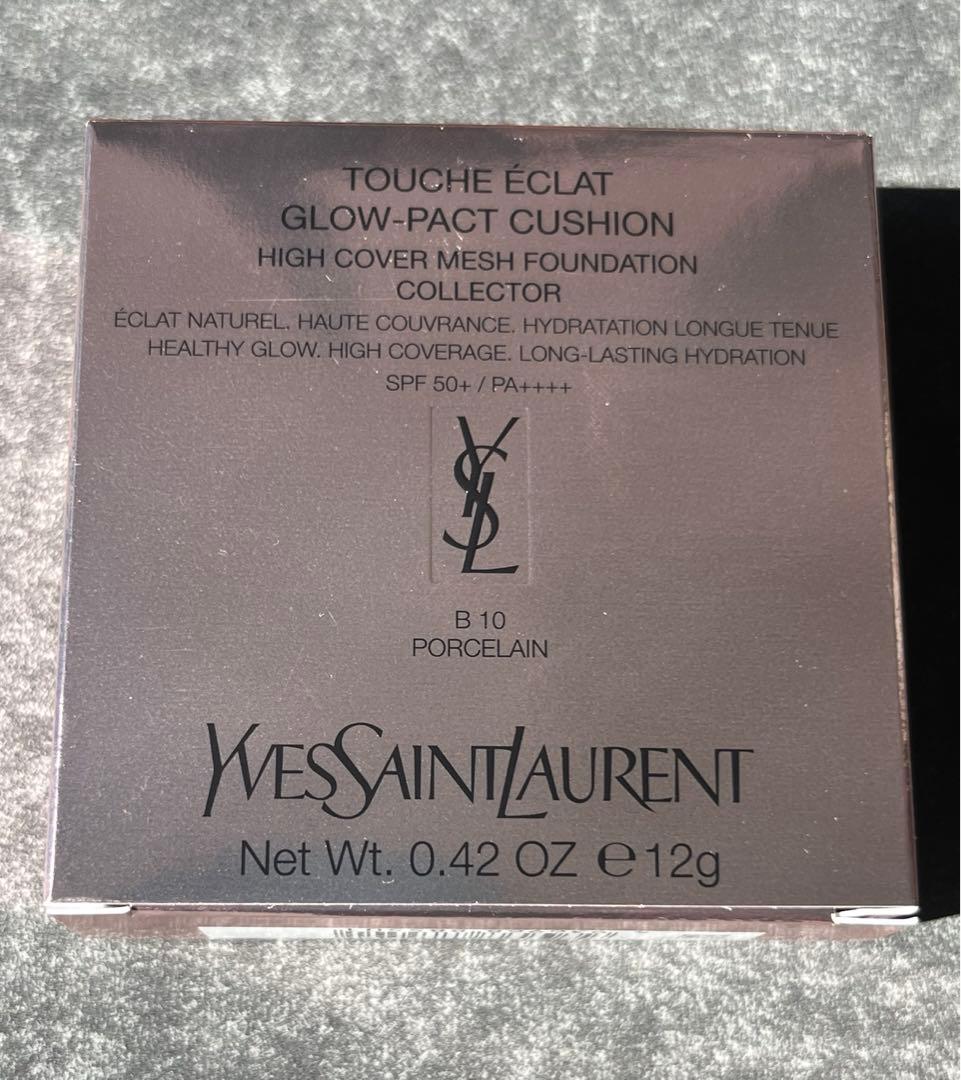 TOUCHE ÉCLAT
GLOW-PACT CUSHION
HIGH COVER MESH FOUNDATION
COLLECTOR
ÉCLAT NATUREL. HAUTE COUVRANCE. HYDRATATION LONGUE TENUE
HEALTHY GLOW. HIGH COVERAGE. LONG-LASTING HYDRATION
SPF 50+ / PA++++
YSL
B 10
PORCELAIN
YVESSAINTLAURENT
Net Wt. 0.42 OZ ℮ 12g